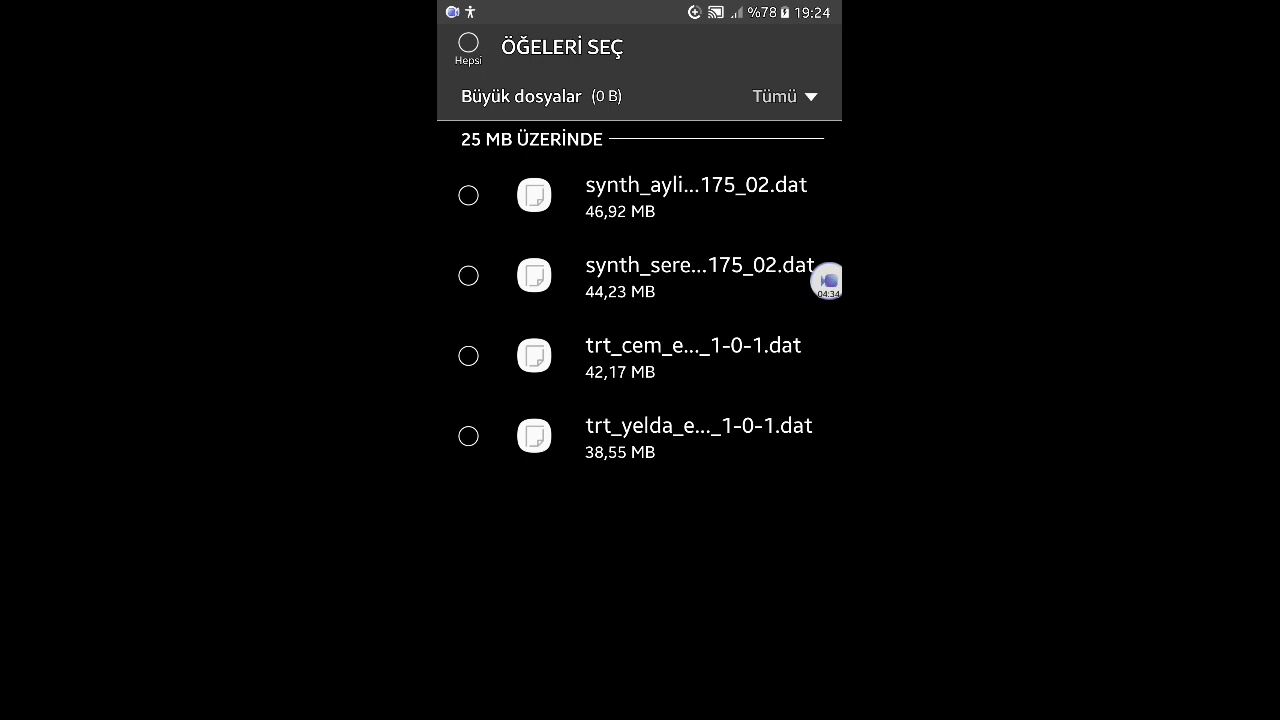 %78 19:24
Hepsi
ÖĞELERİ SEÇ
Büyük dosyalar (0 B) Tümü
25 MB ÜZERİNDE
synth_ayli...175_02.dat
46,92 MB
synth_sere...175_02.dat
44,23 MB
04:34
trt_cem_e..._1-0-1.dat
42,17 MB
trt_yelda_e..._1-0-1.dat
38,55 MB